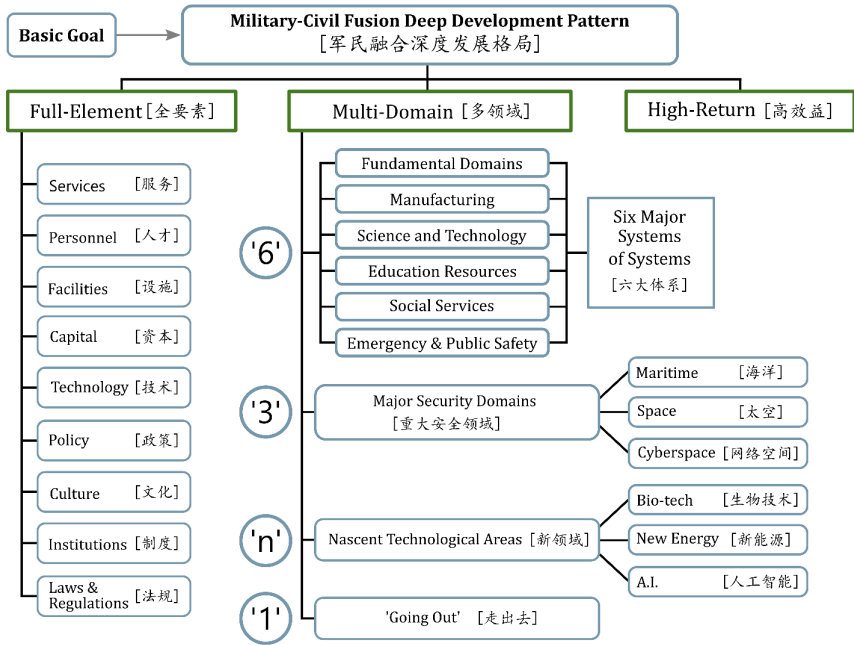 Basic Goal
Military-Civil Fusion Deep Development Pattern
[军民融合深度发展格局]
Full-Element [全要素]
Services [服务]
Personnel [人才]
Facilities [设施]
Capital [资本]
Technology [技术]
Policy [政策]
Culture [文化]
Institutions [制度]
Laws &
Regulations [法规]
Multi-Domain [多领域]
'6'
Fundamental Domains
Manufacturing
Science and Technology
Education Resources
Social Services
Emergency & Public Safety
Six Major
Systems
of Systems
[六大体系]
'3'
Major Security Domains
[重大安全领域]
Maritime [海洋]
Space [太空]
Cyberspace [网络空间]
'n'
Nascent Technological Areas [新领域]
Bio-tech [生物技术]
New Energy [新能源]
A.I. [人工智能]
'1'
'Going Out' [走出去]
High-Return [高效益]